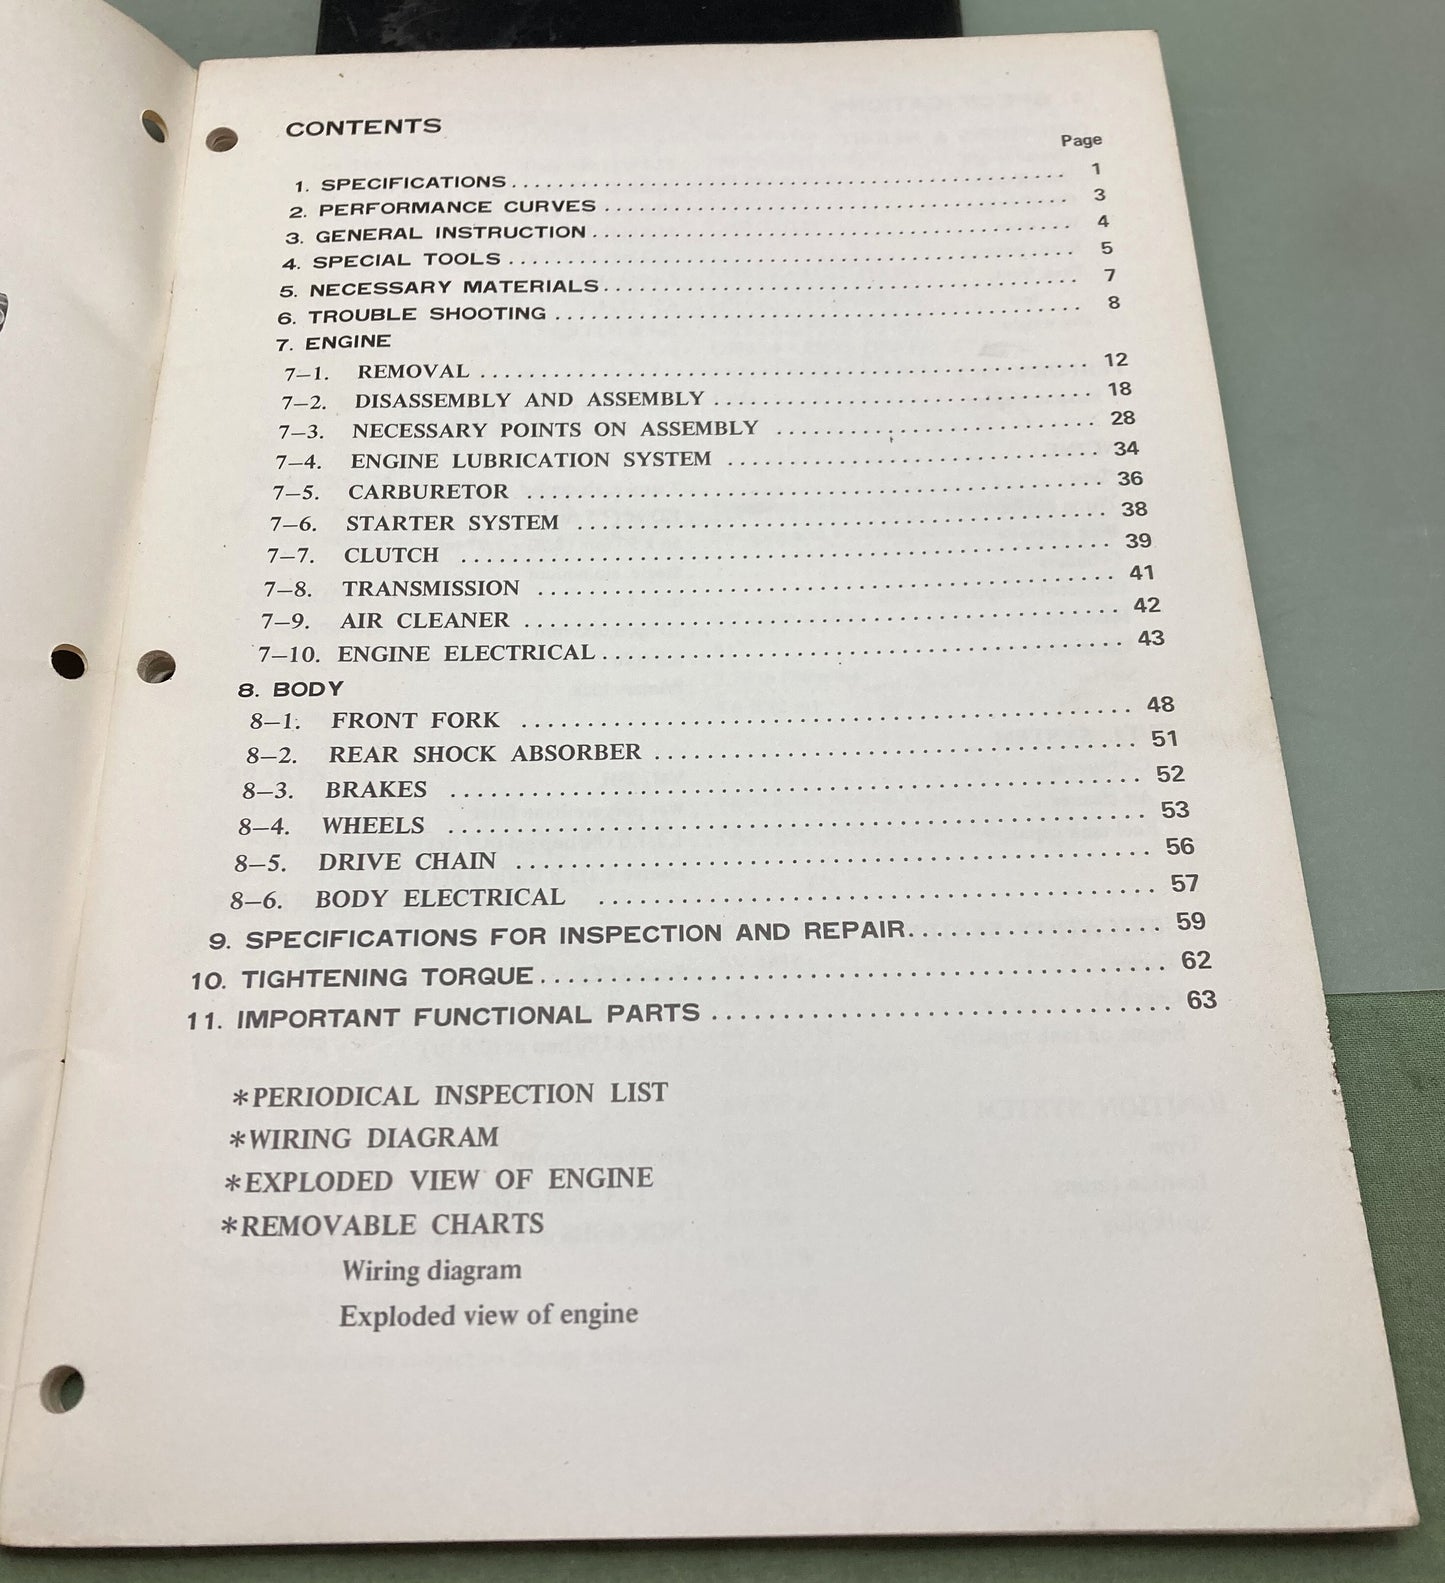 CONTENTS
Page
1. SPECIFICATIONS 1
2. PERFORMANCE CURVES 3
3. GENERAL INSTRUCTION 4
4. SPECIAL TOOLS 5
5. NECESSARY MATERIALS 7
6. TROUBLE SHOOTING 8
7. ENGINE
7–1. REMOVAL 12
7–2. DISASSEMBLY AND ASSEMBLY 18
7–3. NECESSARY POINTS ON ASSEMBLY 28
7–4. ENGINE LUBRICATION SYSTEM 34
7–5. CARBURETOR 36
7–6. STARTER SYSTEM 38
7–7. CLUTCH 39
7–8. TRANSMISSION 41
7–9. AIR CLEANER 42
7–10. ENGINE ELECTRICAL 43
8. BODY
8–1. FRONT FORK 48
8–2. REAR SHOCK ABSORBER 51
8–3. BRAKES 52
8–4. WHEELS 53
8–5. DRIVE CHAIN 56
8–6. BODY ELECTRICAL 57
9. SPECIFICATIONS FOR INSPECTION AND REPAIR 59
10. TIGHTENING TORQUE 62
11. IMPORTANT FUNCTIONAL PARTS 63
*PERIODICAL INSPECTION LIST
*WIRING DIAGRAM
*EXPLODED VIEW OF ENGINE
*REMOVABLE CHARTS
Wiring diagram
Exploded view of engine